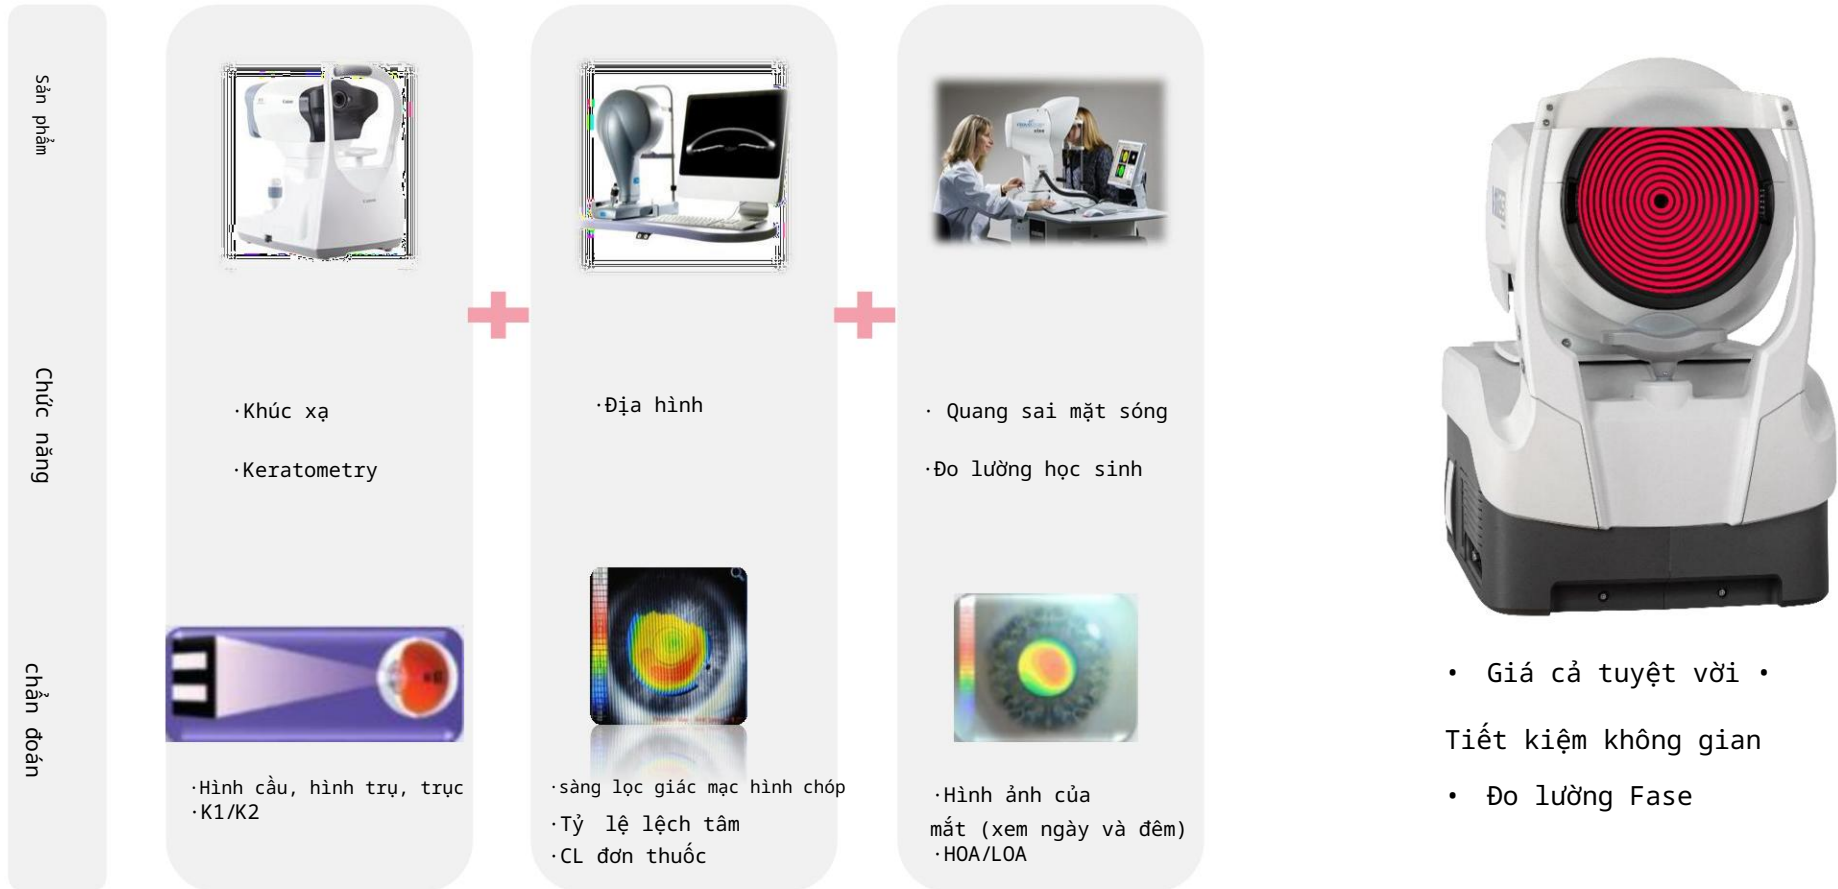 sản phẩm
Chức năng
chẩn đoán
·Khúc xạ
·Keratometry
·Hình cầu, hình trụ, trục
·K1/K2
·Địa hình
·sàng lọc giác mạc hình chóp
·Tỷ lệ lệch tâm
·CL đơn thuốc
· Quang sai mặt sóng
·Đo lường học sinh
·Hình ảnh của
mắt (xem ngày và đêm)
·HOA/LOA
• Giá cả tuyệt vời •
Tiết kiệm không gian
• Đo lường Fase